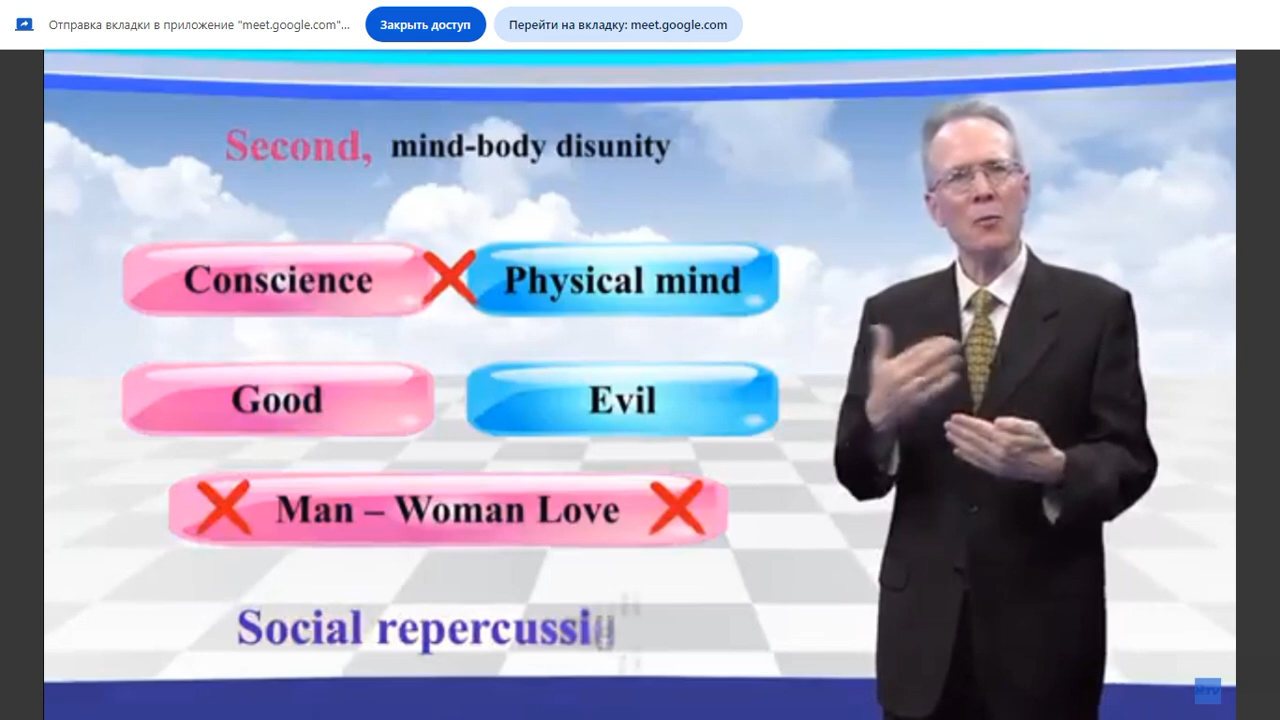 Отправка вкладки в приложение "meet.google.com"...
Закрыть доступ
Перейти на вкладку: meet.google.com
Second, mind-body disunity
Conscience Physical mind
Good Evil
Man – Woman Love
Social